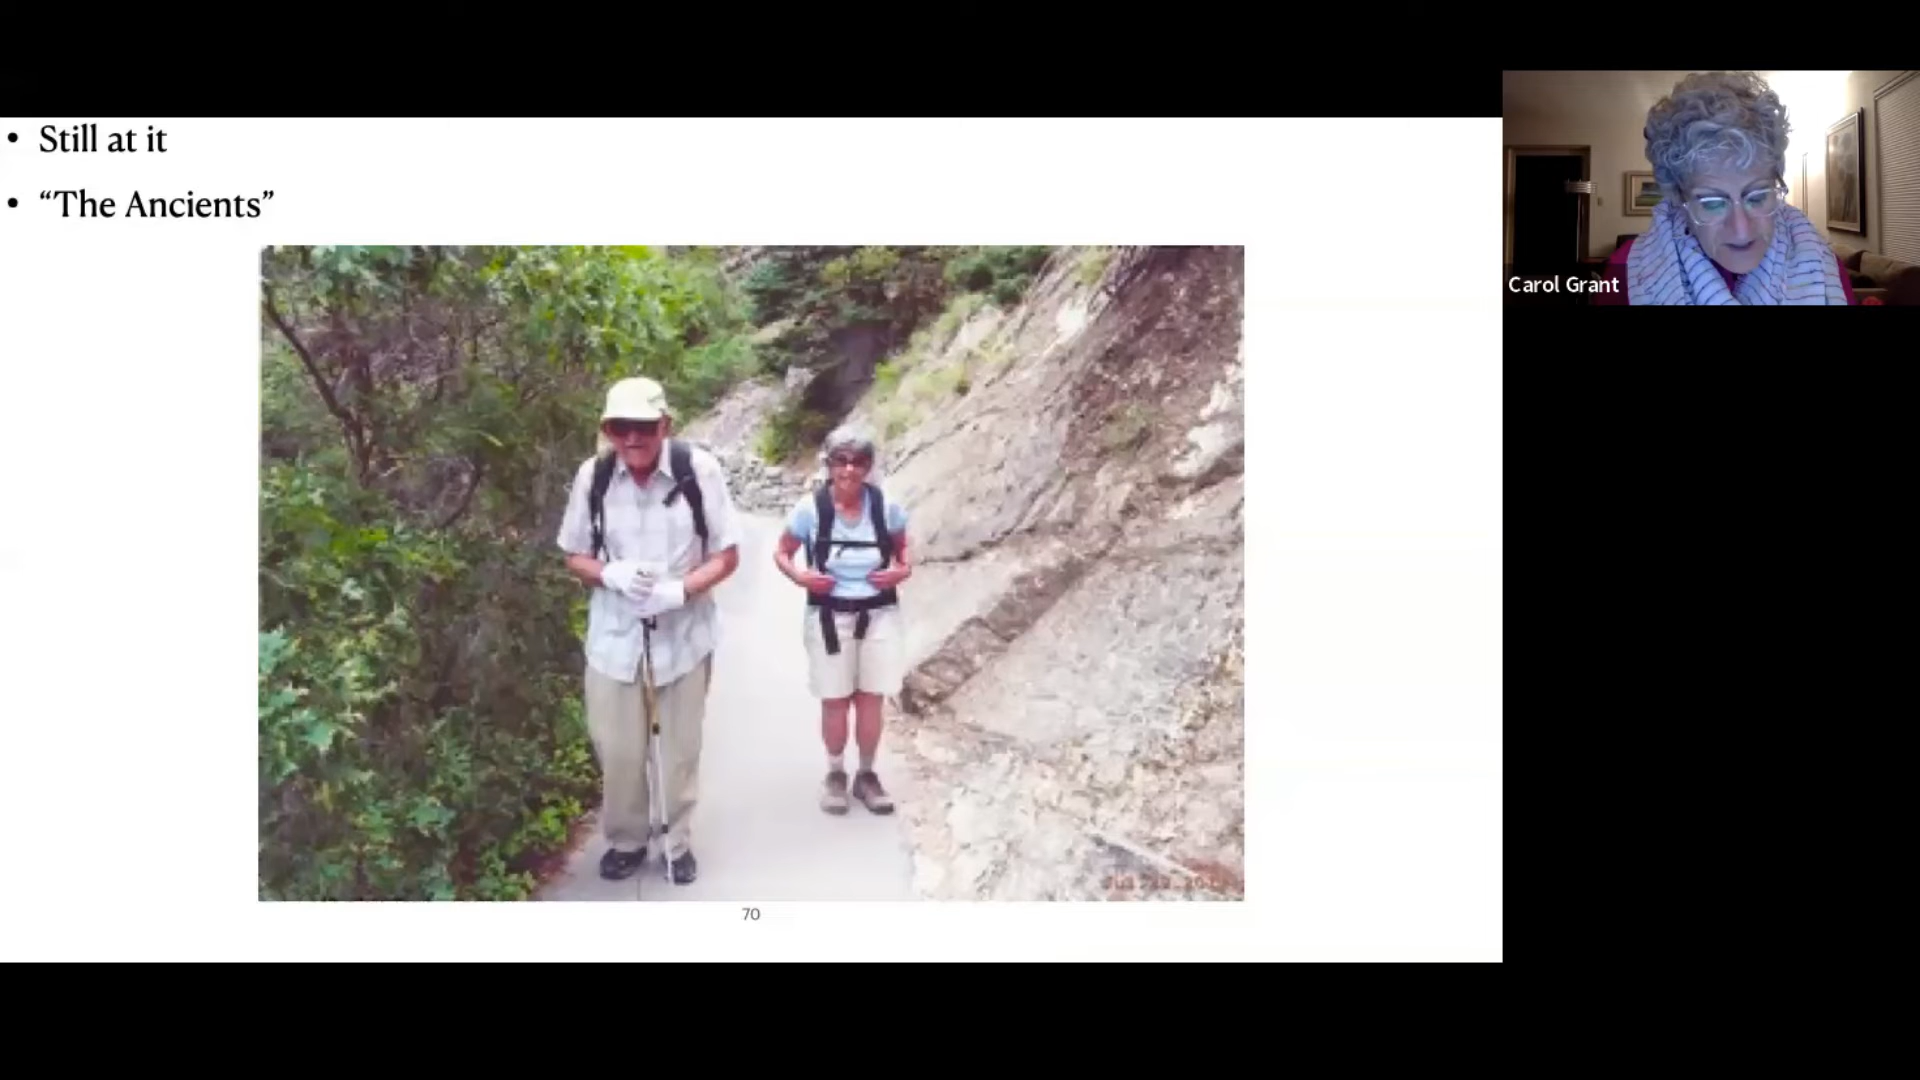 • Still at it
• “The Ancients”
Carol Grant
70